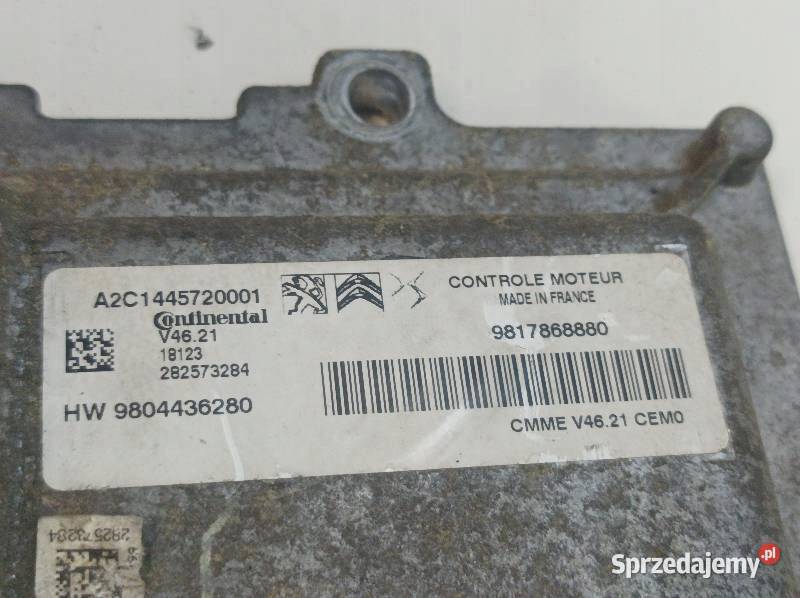 A2C1445720001
Continental
V46.21
18123
282573284
HW 9804436280
CONTROLE MOTEUR
MADE IN FRANCE
9817868880
CMME V46.21 CEM0
282573284
Sprzedajemy.pl